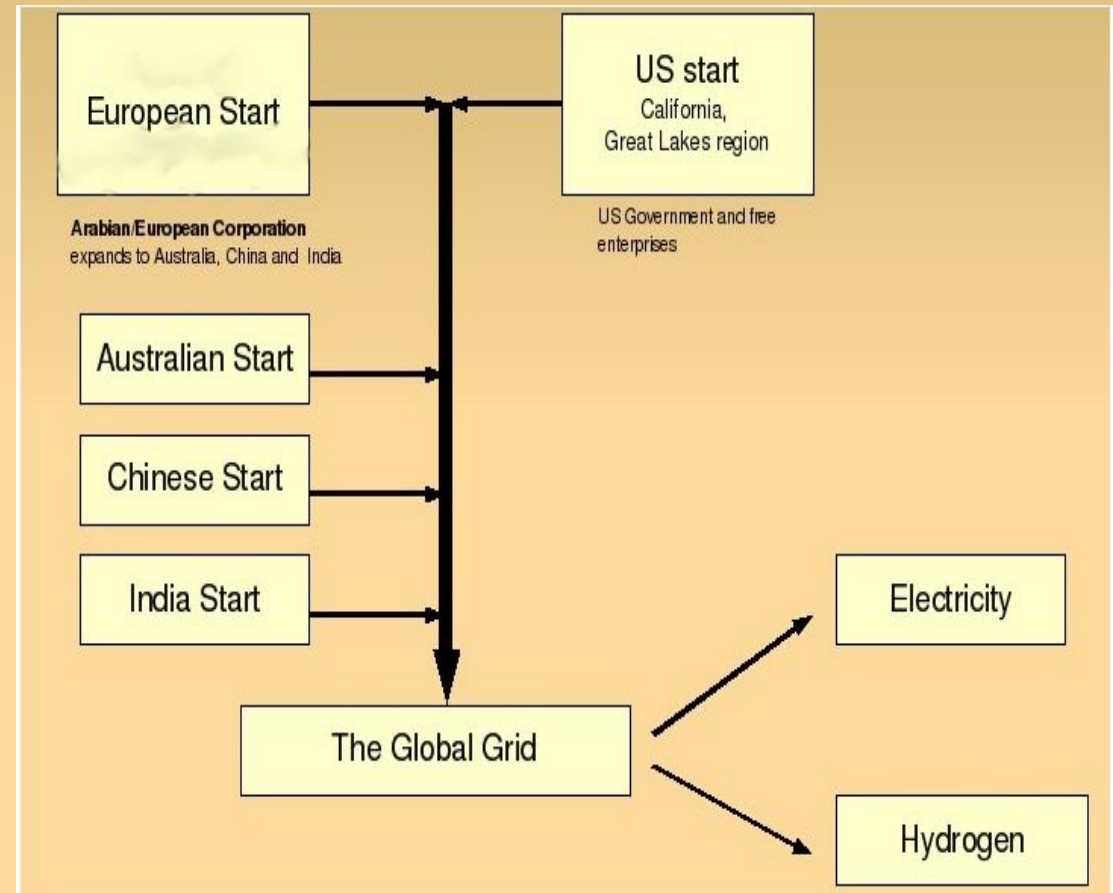 European Start
US start
California,
Great Lakes region
Arabian/European Corporation
expands to Australia, China and India
US Government and free
enterprises
Australian Start
Chinese Start
India Start
The Global Grid
Electricity
Hydrogen